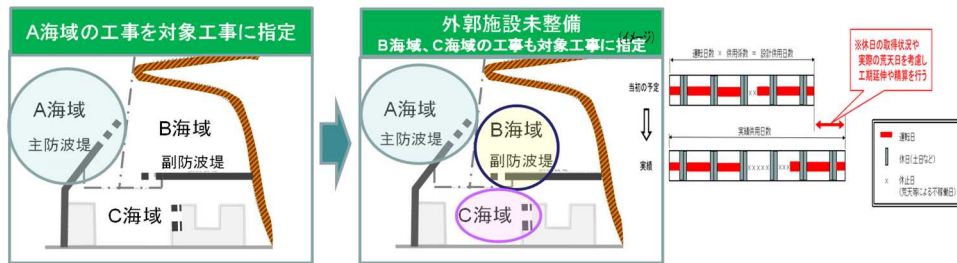 A海域の工事を対象工事に指定
A海域
主防波堤
B海域
副防波堤
C海域
外郭施設未整備
(イメージ)
B海域、C海域の工事も対象工事に指定
A海域
主防波堤
B海域
副防波堤
C海域
運転日数 × 供用係数 = 設計供用日数
当初の予定
××
実績供用日数
実績
×××××
×××
※休日の取得状況や
実際の荒天日を考慮し
工期延伸や精算を行う
運転日
休日(土日など)
× 休止日
(荒天等による不稼働日)